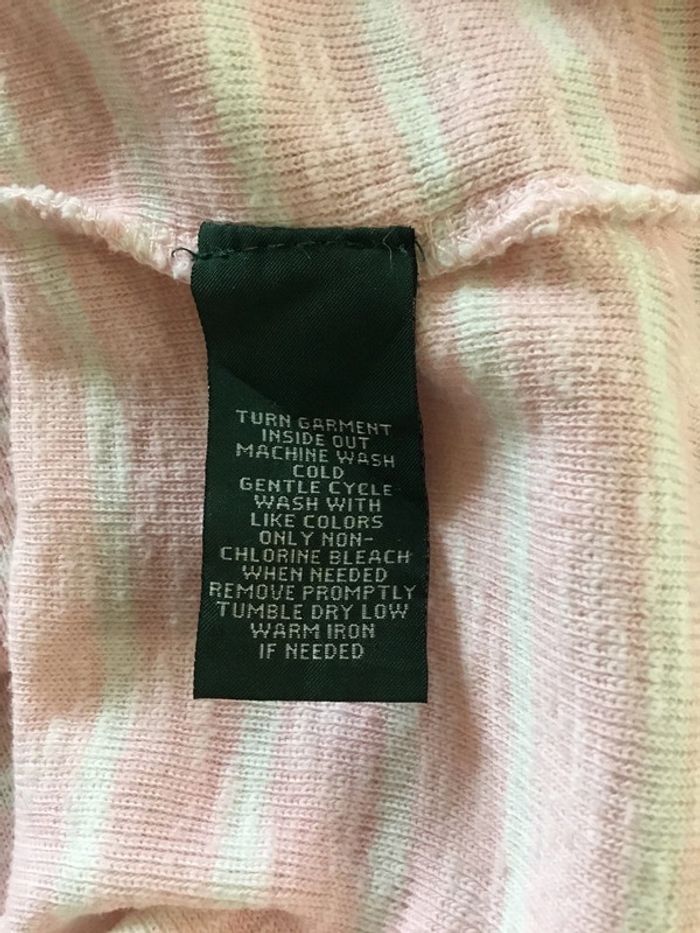 TURN GARMENT
INSIDE OUT
MACHINE WASH
COLD
GENTLE CYCLE
WASH WITH
LIKE COLORS
ONLY NON-
CHLORINE BLEACH
WHEN NEEDED
REMOVE PROMPTLY
TUMBLE DRY LOW
WARM IRON
IF NEEDED